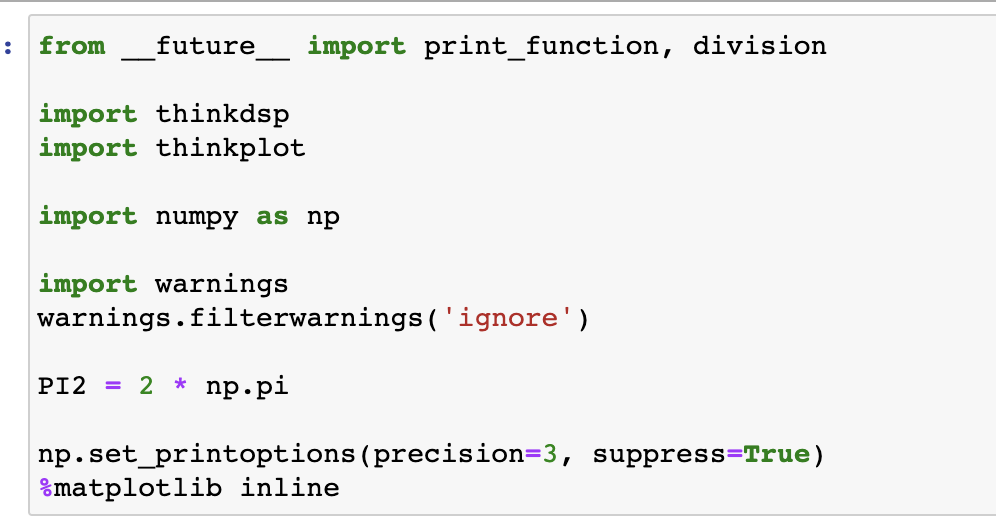 :
from __future__ import print_function, division
import thinkdsp
import thinkplot
import numpy as np
import warnings
warnings.filterwarnings('ignore')
PI2 = 2 * np.pi
np.set_printoptions(precision=3, suppress=True)
%matplotlib inline